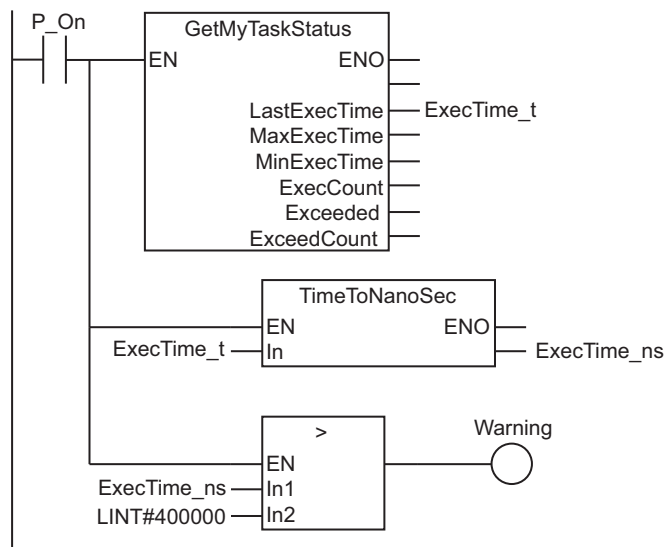 P_On
GetMyTaskStatus
EN ENO
LastExecTime ExecTime_t
MaxExecTime
MinExecTime
ExecCount
Exceeded
ExceedCount
TimeToNanoSec
EN ENO
ExecTime_t In ExecTime_ns
>
Warning
EN
ExecTime_ns In1
LINT#400000 In2